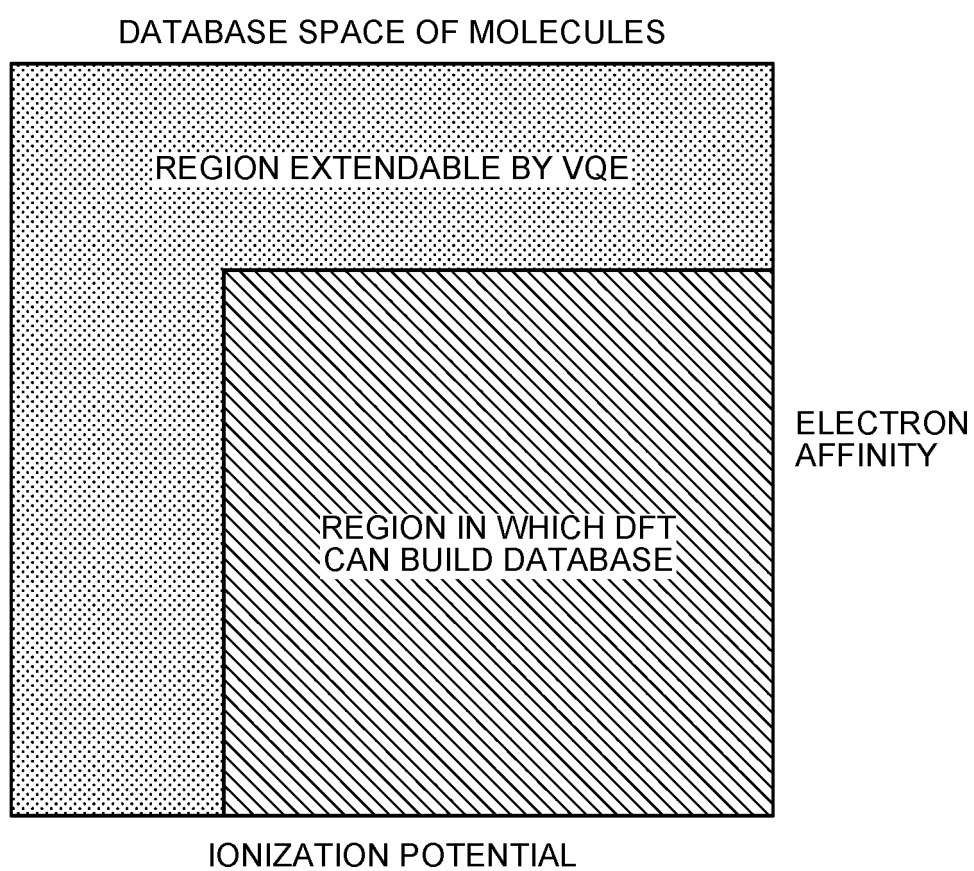 DATABASE SPACE OF MOLECULES
REGION EXTENDABLE BY VQE
ELECTRON
AFFINITY
REGION IN WHICH DFT
CAN BUILD DATABASE
IONIZATION POTENTIAL